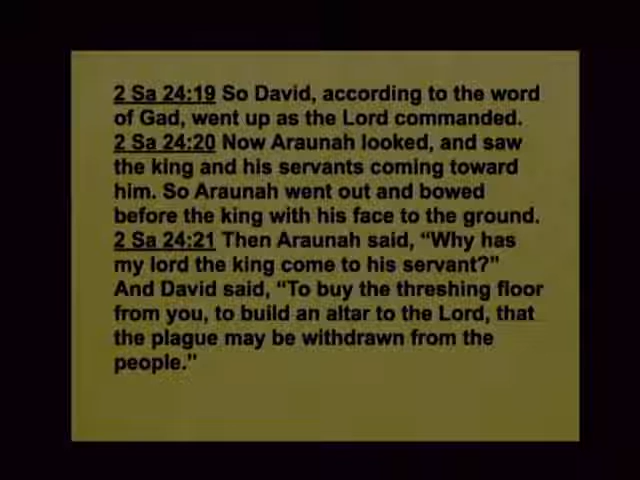 2 Sa 24:19 So David, according to the word
of Gad, went up as the Lord commanded.
2 Sa 24:20 Now Araunah looked, and saw
the king and his servants coming toward
him. So Araunah went out and bowed
before the king with his face to the ground.
2 Sa 24:21 Then Araunah said, “Why has
my lord the king come to his servant?”
And David said, “To buy the threshing floor
from you, to build an altar to the Lord, that
the plague may be withdrawn from the
people.”